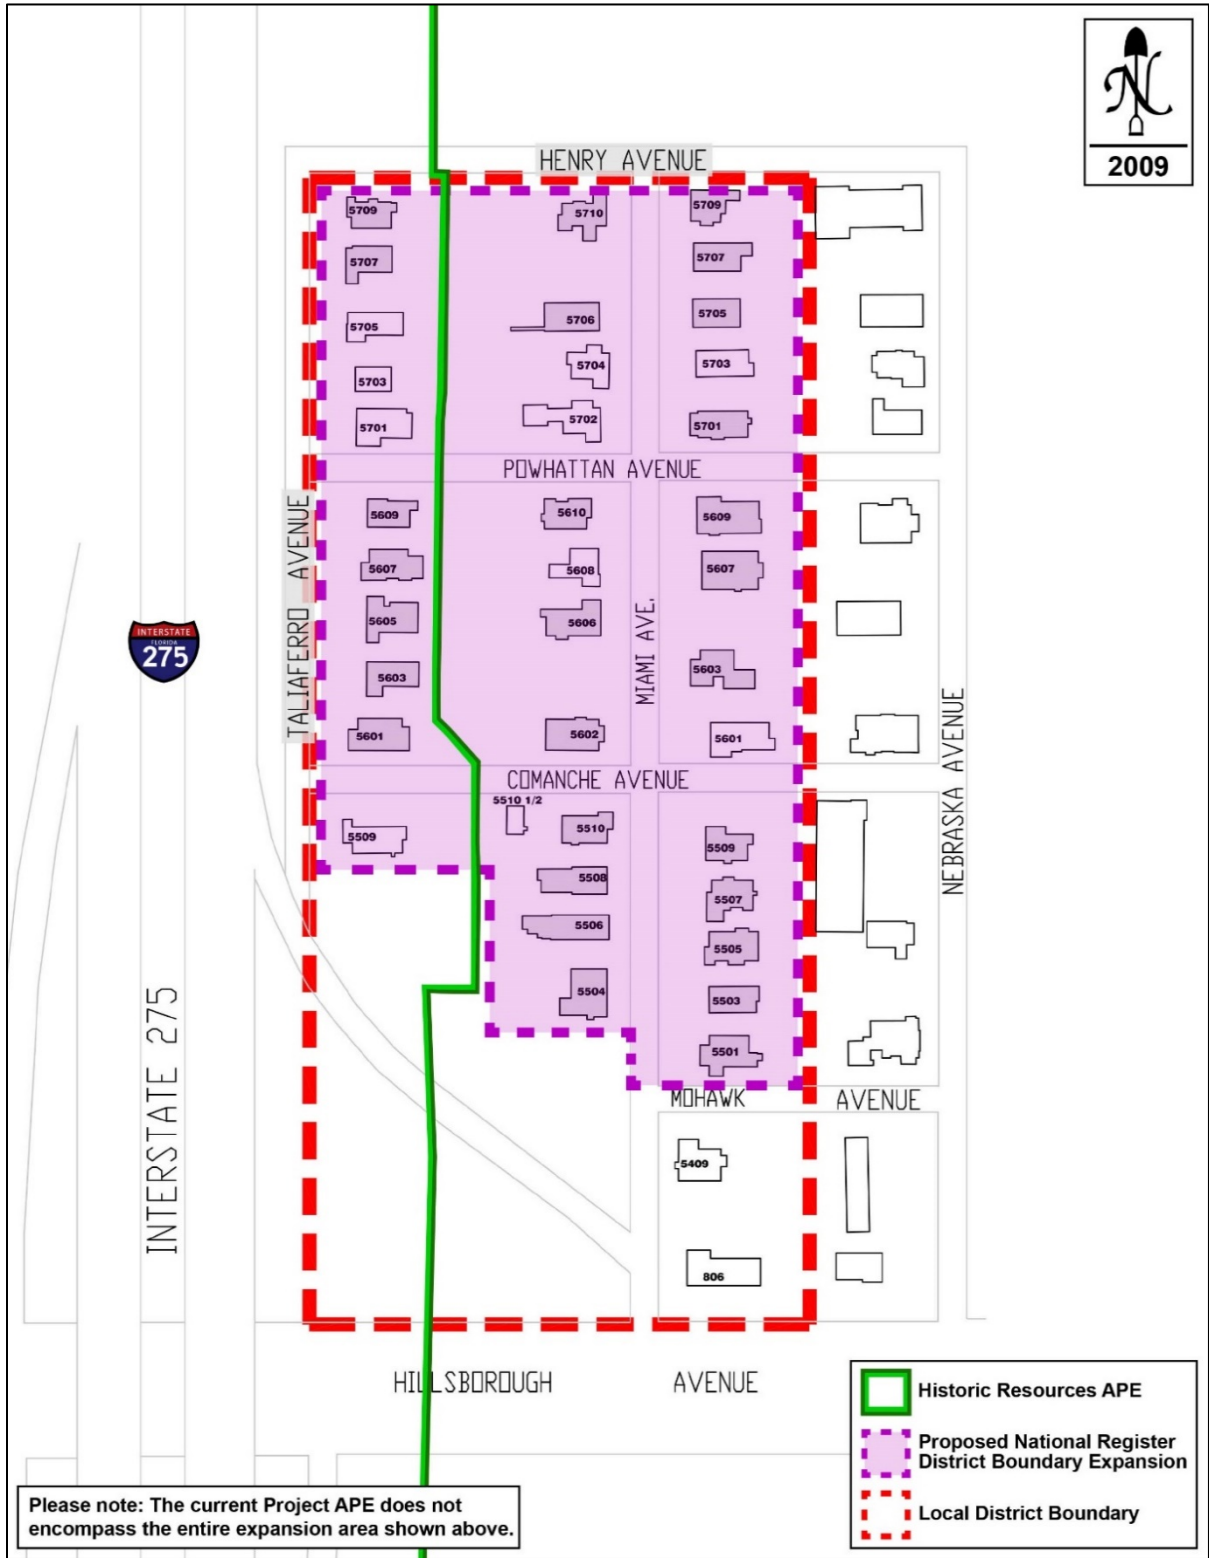 N
2009
HENRY AVENUE
5709
5710
5709
5707
5707
5705
5706
5705
5703
5704
5703
5701
5702
5701
POWHATTAN AVENUE
TALIAFERRO AVENUE
5609
5610
5609
5607
5608
5607
5605
5606
MIAMI AVE.
5603
5603
5601
5602
5601
INTERSTATE
FLORIDA
275
COMANCHE AVENUE
NEBRASKA AVENUE
5510 1/2
5509
5510
5509
5508
5507
5506
5505
5504
5503
5501
INTERSTATE 275
MOHAWK AVENUE
5409
806
HILLSBOROUGH AVENUE
Historic Resources APE
Proposed National Register
District Boundary Expansion
Local District Boundary
Please note: The current Project APE does not
encompass the entire expansion area shown above.